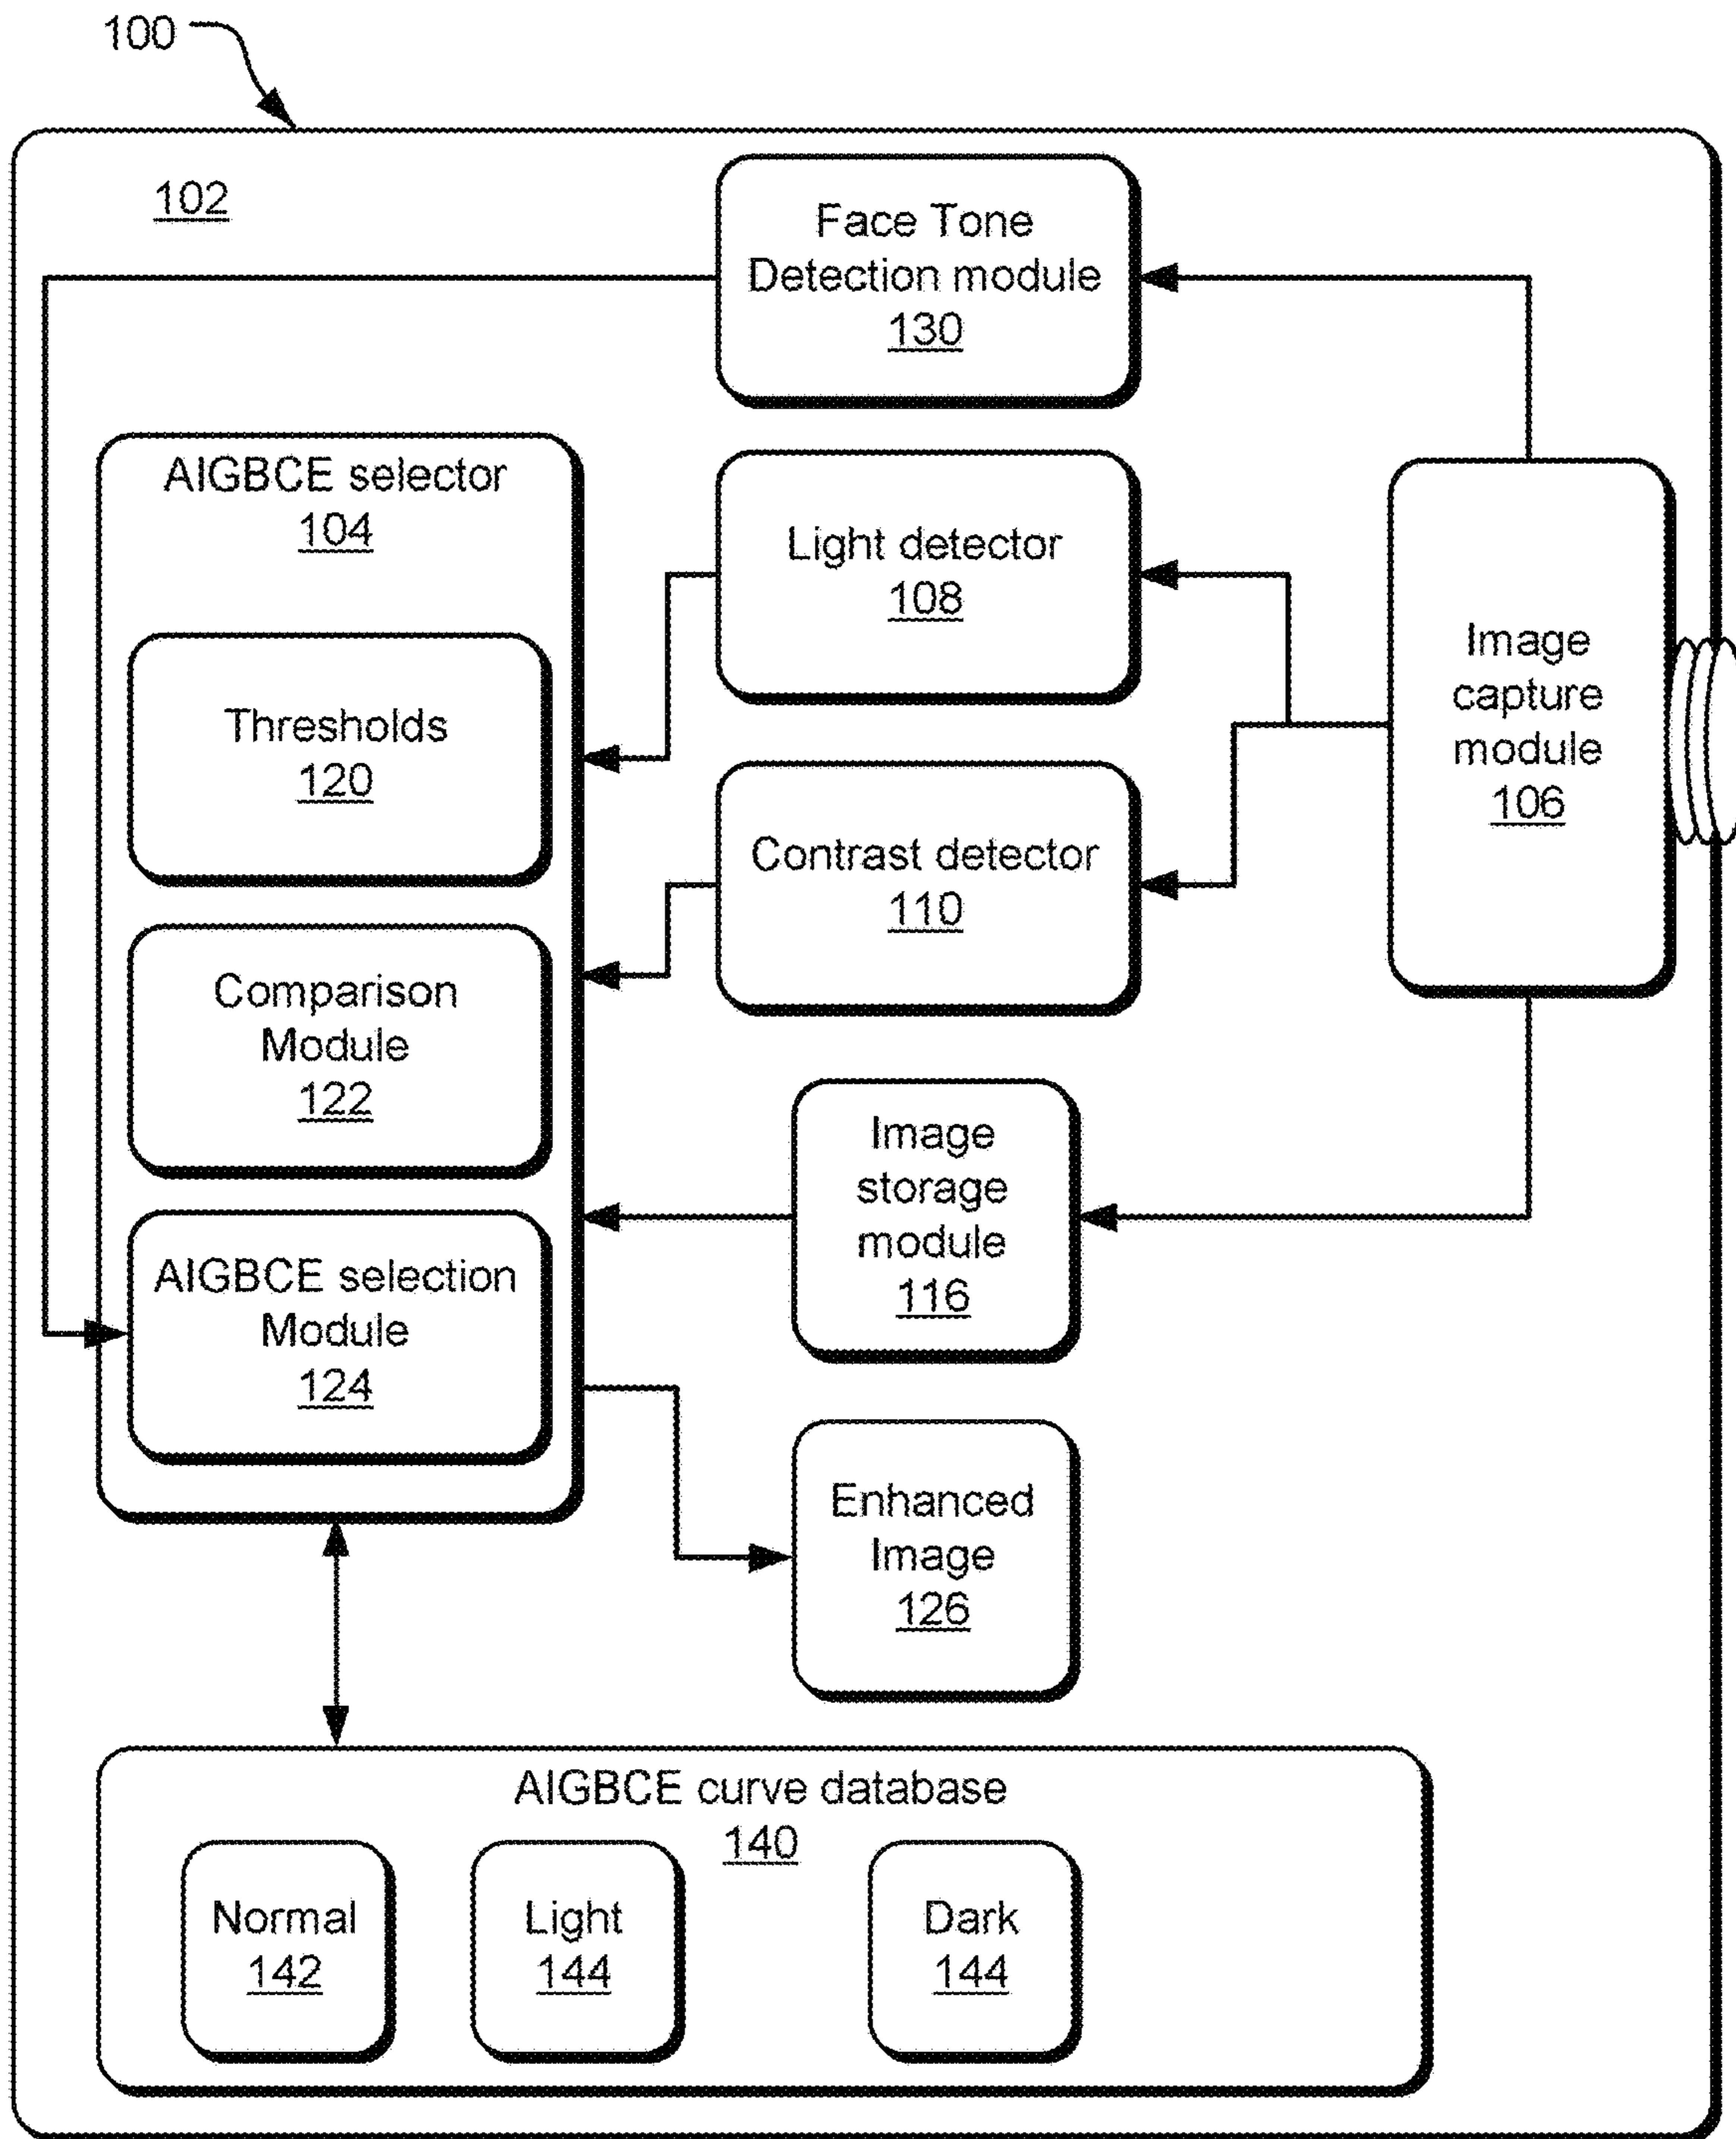 100
102
Face Tone
Detection module
130
AIGBCE selector
104
Thresholds
120
Comparison
Module
122
AIGBCE selection
Module
124
Light detector
108
Contrast detector
110
Image
capture
module
106
Image
storage
module
116
Enhanced
Image
126
AIGBCE curve database
140
Normal
142
Light
144
Dark
144